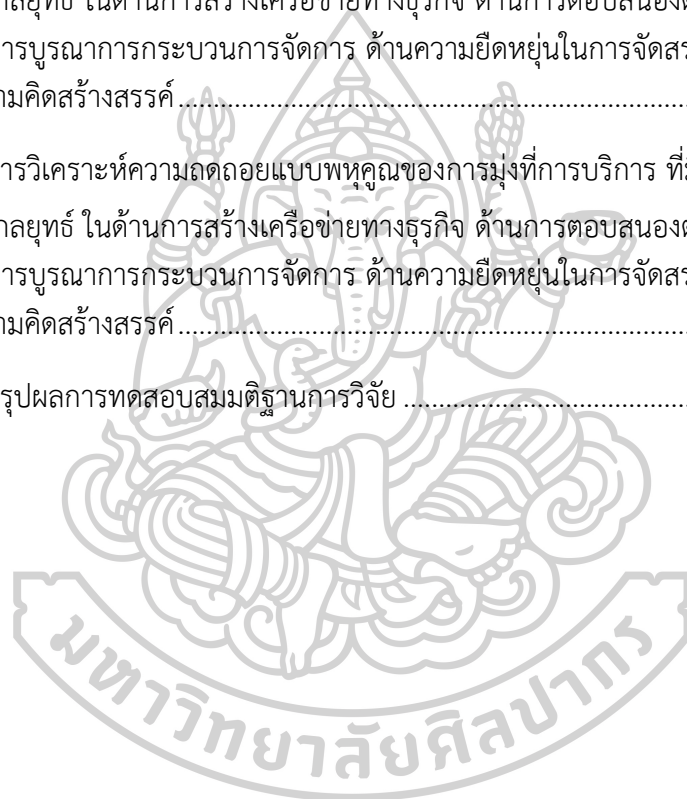 กลยุทธ์ ในด้านการสร้างเครือข่ายทางธุรกิจ ด้านการตอบสนองต
การบูรณาการกระบวนการจัดการ ด้านความยืดหยุ่นในการจัดสร
ามคิดสร้างสรรค์
การวิเคราะห์ความถดถอยแบบพหุคูณของการมุ่งที่การบริการ ที่มี
กลยุทธ์ ในด้านการสร้างเครือข่ายทางธุรกิจ ด้านการตอบสนองต
การบูรณาการกระบวนการจัดการ ด้านความยืดหยุ่นในการจัดสร
ามคิดสร้างสรรค์
รุปผลการทดสอบสมมติฐานการวิจัย
มหาวิทยาลัยศิลปากร